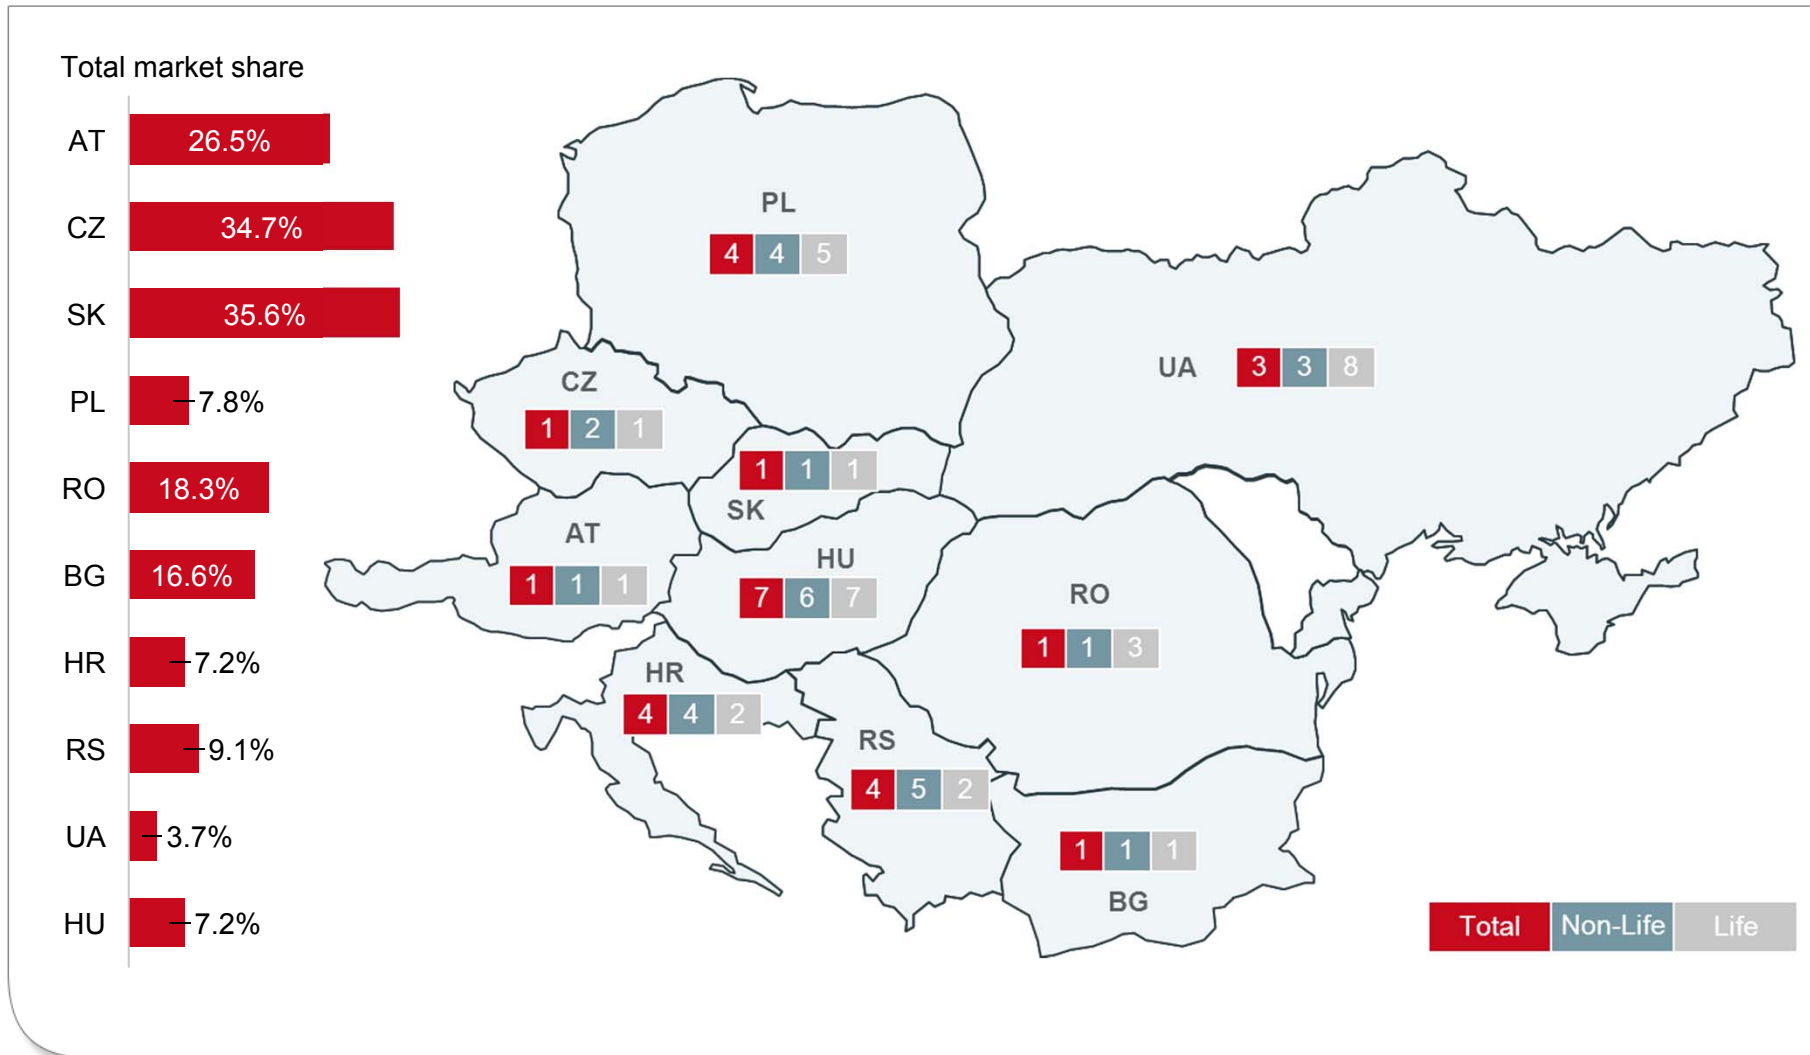 Total market share
AT 26.5%
CZ 34.7%
SK 35.6%
PL 7.8%
RO 18.3%
BG 16.6%
HR 7.2%
RS 9.1%
UA 3.7%
HU 7.2%
PL
4 4 5
UA 3 3 8
CZ
1 2 1
1 1 1
SK
AT
1 1 1
HU
7 6 7
RO
1 1 3
HR
4 4 2
RS
4 5 2
1 1 1
BG
Total Non-Life Life